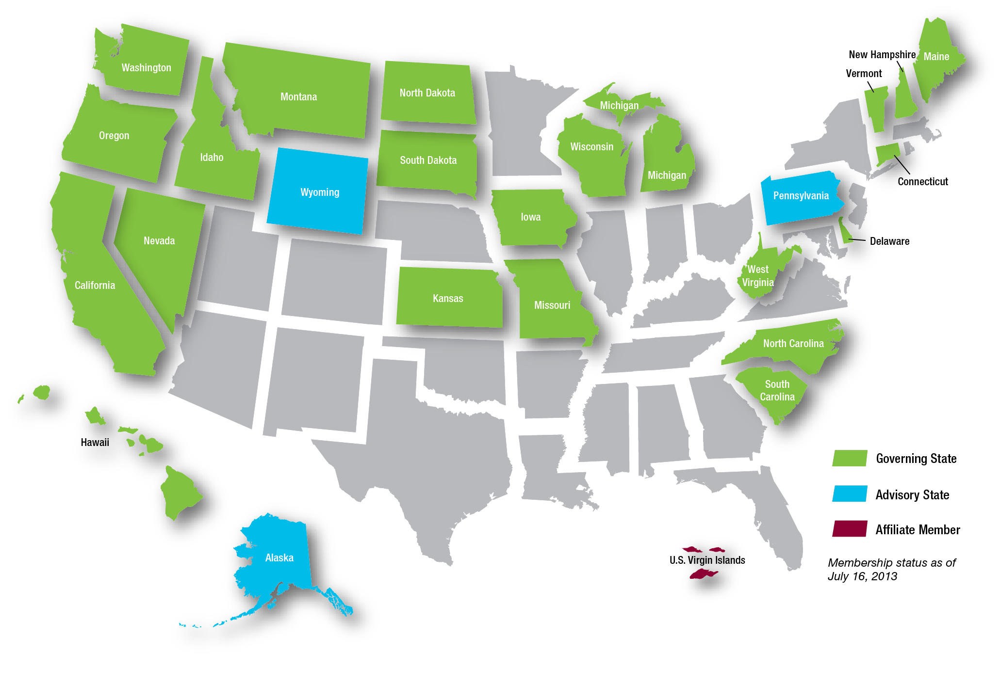 New Hampshire
Maine
Vermont
Washington
Montana
North Dakota
Michigan
Oregon
Idaho
South Dakota
Wisconsin
Michigan
Connecticut
Wyoming
Pennsylvania
Iowa
Nevada
Delaware
California
Kansas
Missouri
West
Virginia
North Carolina
South
Carolina
Hawaii
Governing State
Advisory State
Affiliate Member
Alaska
U.S. Virgin Islands
Membership status as of
July 16, 2013